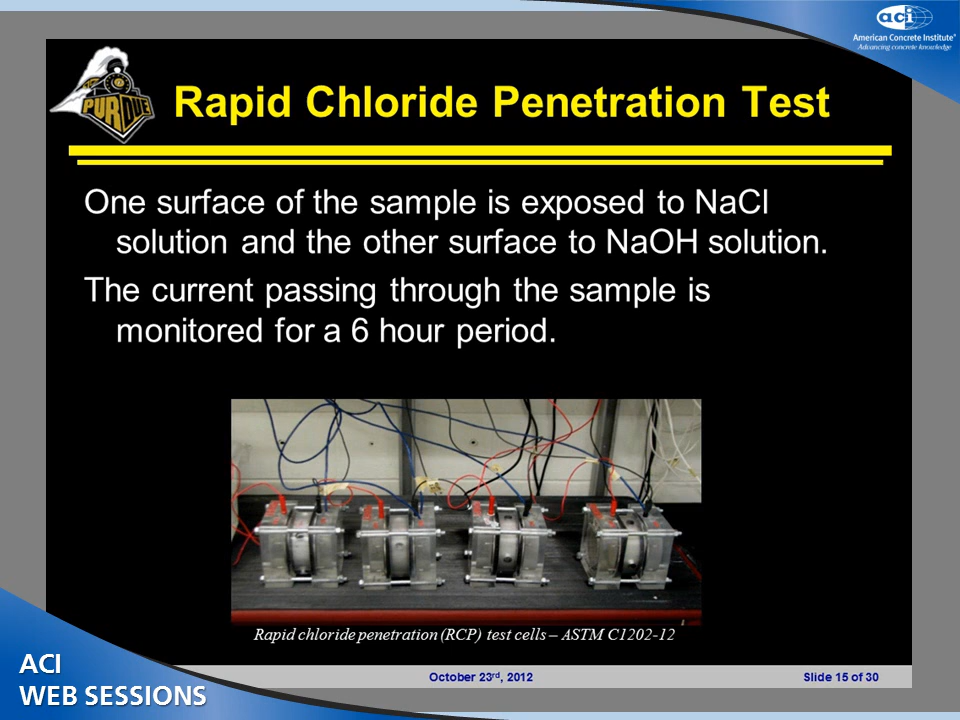 aci
American Concrete Institute®
Advancing concrete knowledge
PURDUE
Rapid Chloride Penetration Test
One surface of the sample is exposed to NaCl
solution and the other surface to NaOH solution.
The current passing through the sample is
monitored for a 6 hour period.
Rapid chloride penetration (RCP) test cells – ASTM C1202-12
ACI
WEB SESSIONS
October 23rd, 2012
Slide 15 of 30